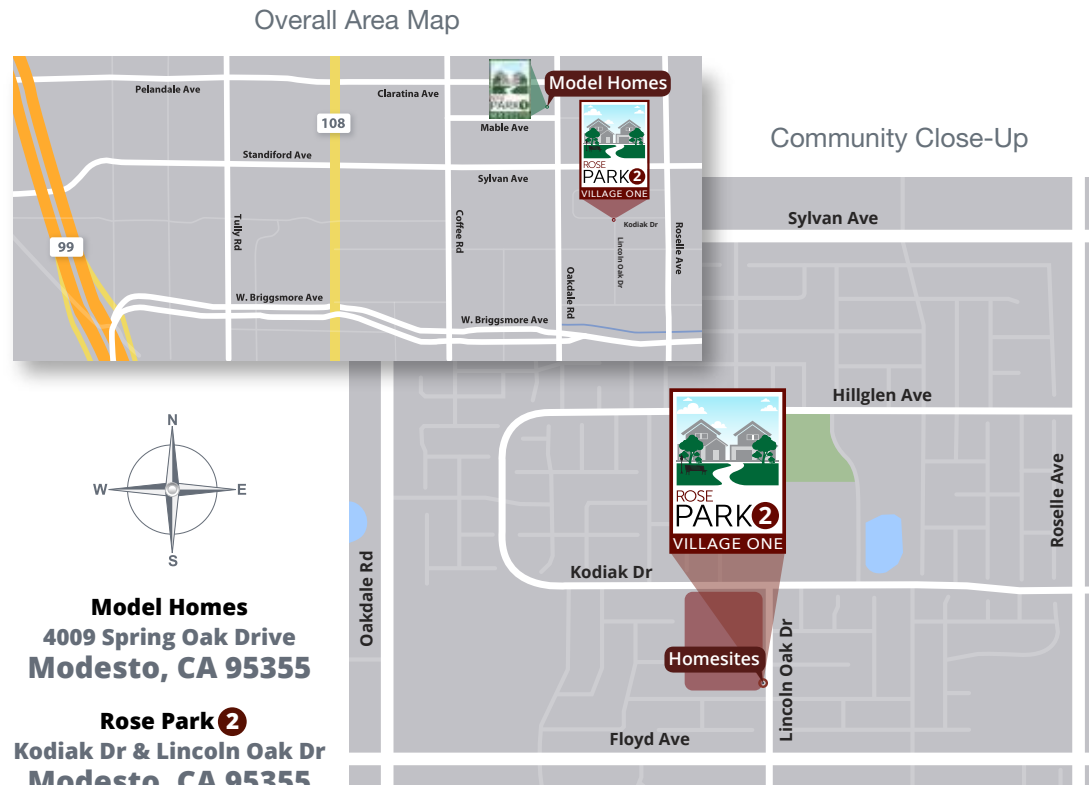 Overall Area Map
Pelandale Ave
Claratina Ave
Model Homes
ROSE
PARK 1
108
Mable Ave
Standiford Ave
Sylvan Ave
ROSE
PARK 2
VILLAGE ONE
Tully Rd
Coffee Rd
Kodiak Dr
Lincoln Oak Dr
Roselle Ave
99
Oakdale Rd
W. Briggsmore Ave
W. Briggsmore Ave
Community Close-Up
Sylvan Ave
Hillglen Ave
ROSE
PARK 2
VILLAGE ONE
Roselle Ave
Kodiak Dr
Oakdale Rd
Homesites
Lincoln Oak Dr
Floyd Ave
N
W
E
S
Model Homes
4009 Spring Oak Drive
Modesto, CA 95355
Rose Park 2
Kodiak Dr & Lincoln Oak Dr
Modesto, CA 95355